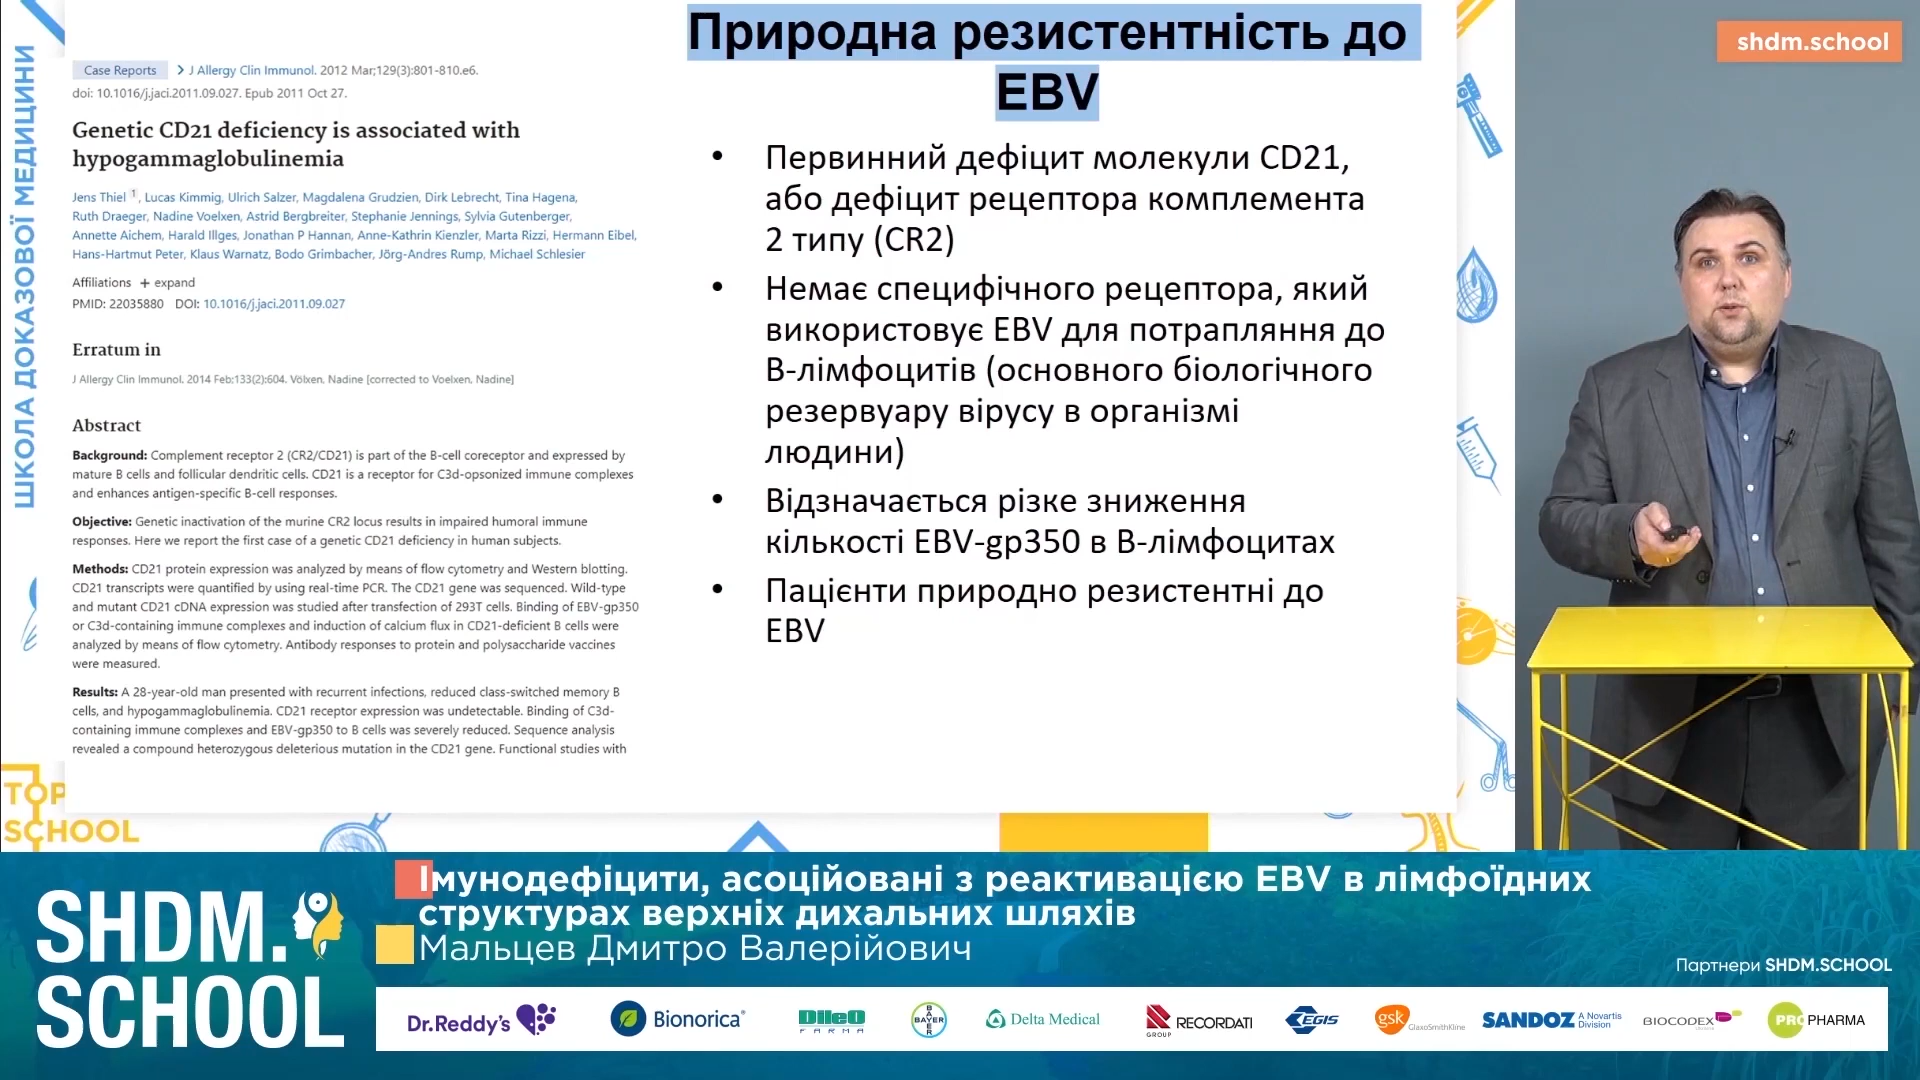 ШКОЛА ДОКАЗОВОЇ МЕДИЦИНИ
Case Reports > J Allergy Clin Immunol. 2012 Mar;129(3):801-810.e6.
doi: 10.1016/j.jaci.2011.09.027. Epub 2011 Oct 27.
Genetic CD21 deficiency is associated with
hypogammaglobulinemia
Jens Thiel 1, Lucas Kimmig, Ulrich Salzer, Magdalena Grudzien, Dirk Lebrecht, Tina Hagena,
Ruth Draeger, Nadine Voelxen, Astrid Bergbreiter, Stephanie Jennings, Sylvia Gutenberger,
Annette Aichem, Harald Illges, Jonathan P Hannan, Anne-Kathrin Kienzler, Marta Rizzi, Hermann Eibel,
Hans-Hartmut Peter, Klaus Warnatz, Bodo Grimbacher, Jörg-Andres Rump, Michael Schlesier
Affiliations + expand
PMID: 22035880 DOI: 10.1016/j.jaci.2011.09.027
Erratum in
J Allergy Clin Immunol. 2014 Feb;133(2):604. Völxen, Nadine [corrected to Voelxen, Nadine]
Abstract
Background: Complement receptor 2 (CR2/CD21) is part of the B-cell coreceptor and expressed by
mature B cells and follicular dendritic cells. CD21 is a receptor for C3d-opsonized immune complexes
and enhances antigen-specific B-cell responses.
Objective: Genetic inactivation of the murine CR2 locus results in impaired humoral immune
responses. Here we report the first case of a genetic CD21 deficiency in human subjects.
Methods: CD21 protein expression was analyzed by means of flow cytometry and Western blotting.
CD21 transcripts were quantified by using real-time PCR. The CD21 gene was sequenced. Wild-type
and mutant CD21 cDNA expression was studied after transfection of 293T cells. Binding of EBV-gp350
or C3d-containing immune complexes and induction of calcium flux in CD21-deficient B cells were
analyzed by means of flow cytometry. Antibody responses to protein and polysaccharide vaccines
were measured.
Results: A 28-year-old man presented with recurrent infections, reduced class-switched memory B
cells, and hypogammaglobulinemia. CD21 receptor expression was undetectable. Binding of C3d-
containing immune complexes and EBV-gp350 to B cells was severely reduced. Sequence analysis
revealed a compound heterozygous deleterious mutation in the CD21 gene. Functional studies with
Природна резистентність до
EBV
• Первинний дефіцит молекули CD21,
або дефіцит рецептора комплемента
2 типу (CR2)
• Немає специфічного рецептора, який
використовує EBV для потрапляння до
В-лімфоцитів (основного біологічного
резервуару вірусу в організмі
людини)
• Відзначається різке зниження
кількості EBV-gp350 в В-лімфоцитах
• Пацієнти природно резистентні до
EBV
shdm.school
TOP
SCHOOL
SHDM.
SCHOOL
Імунодефіцити, асоційовані з реактивацією EBV в лімфоїдних
структурах верхніх дихальних шляхів
Мальцев Дмитро Валерійович
Партнери SHDM.SCHOOL
Dr.Reddy's
Bionorica®
DileO
FARMA
BAYER
BAYER
Delta Medical
RECORDATI
GROUP
EGIS
gsk GlaxoSmithKline
SANDOZ A Novartis
Division
BIOCODEX
PRO PHARMA